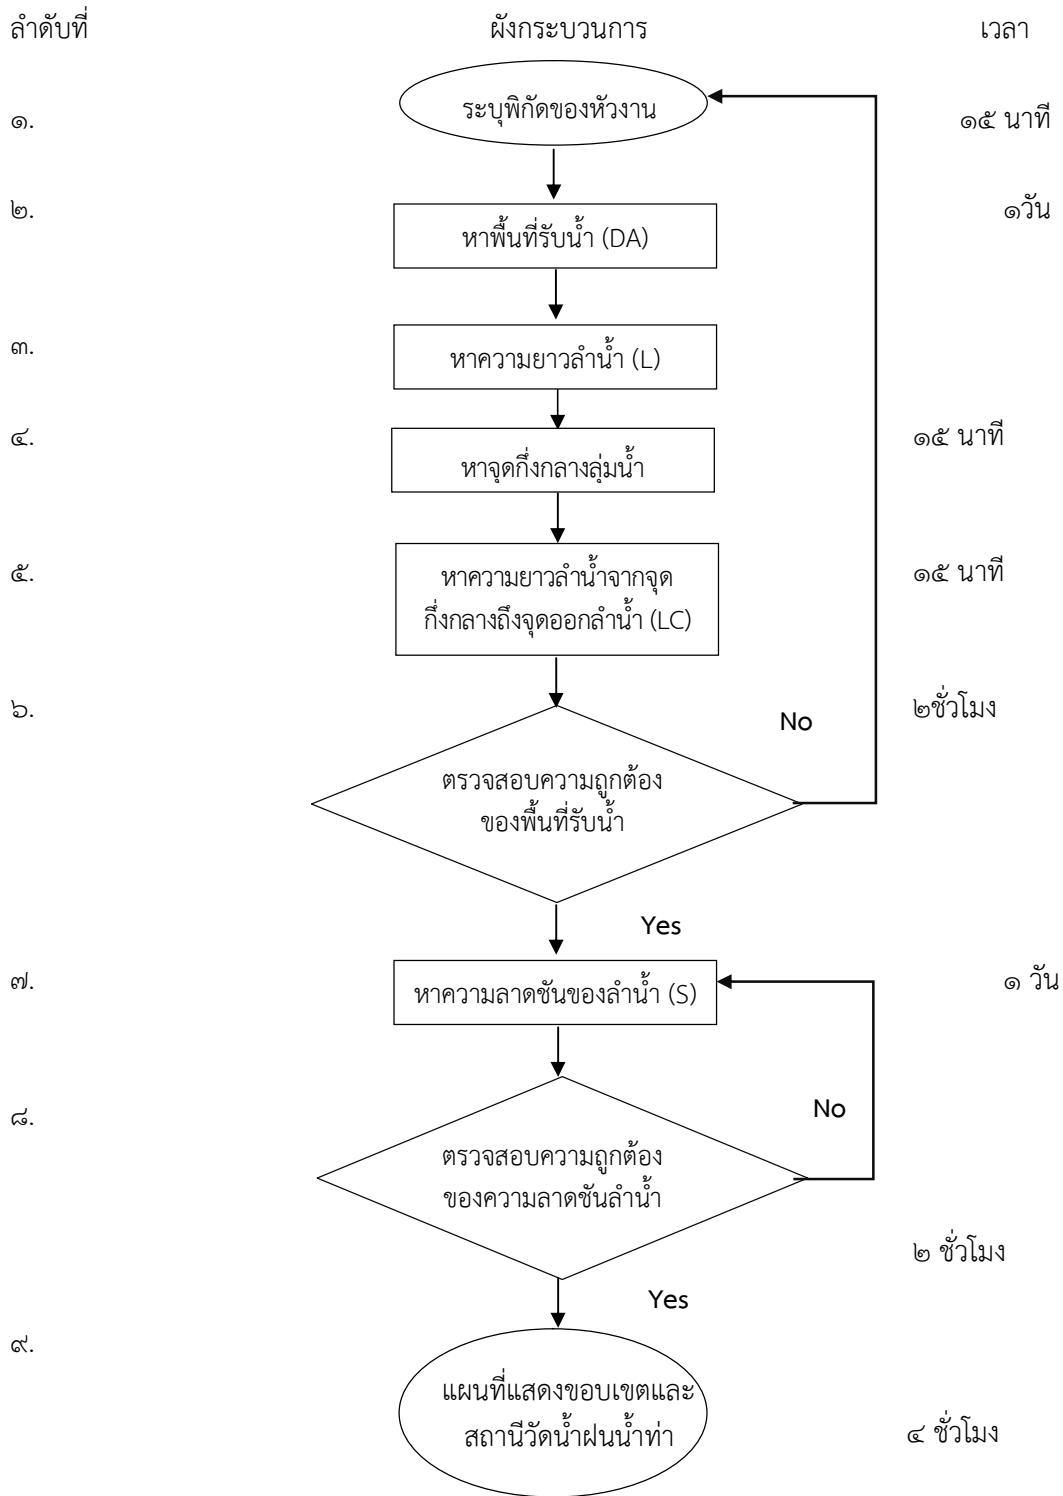 ลำดับที่ ผังกระบวนการ เวลา
ระบุพิกัดของหัวงาน
๑. ๑๕ นาที
๒. ๑วัน
หาพื้นที่รับน้ำ (DA)
๓.
หาความยาวลำน้ำ (L)
๔. ๑๕ นาที
หาจุดกึ่งกลางลุ่มน้ำ
๕. ๑๕ นาที
หาความยาวลำน้ำจากจุด
กึ่งกลางถึงจุดออกลำน้ำ (LC)
๖. ๒ชั่วโมง
No
ตรวจสอบความถูกต้อง
ของพื้นที่รับน้ำ
Yes
๗. ๑ วัน
หาความลาดชันของลำน้ำ (S)
๘.
No
ตรวจสอบความถูกต้อง
ของความลาดชันลำน้ำ
๒ ชั่วโมง
Yes
๙.
แผนที่แสดงขอบเขตและ
สถานีวัดน้ำฝนน้ำท่า
๔ ชั่วโมง